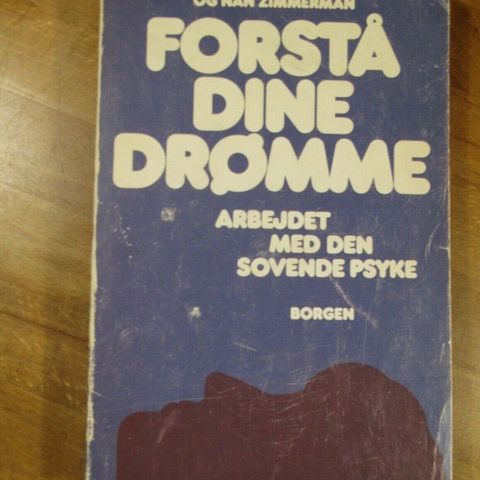 OG NAN ZIMMERMAN
FORSTÅ
DINE
DRØMME
ARBEJDET
MED DEN
SOVENDE PSYKE
BORGEN